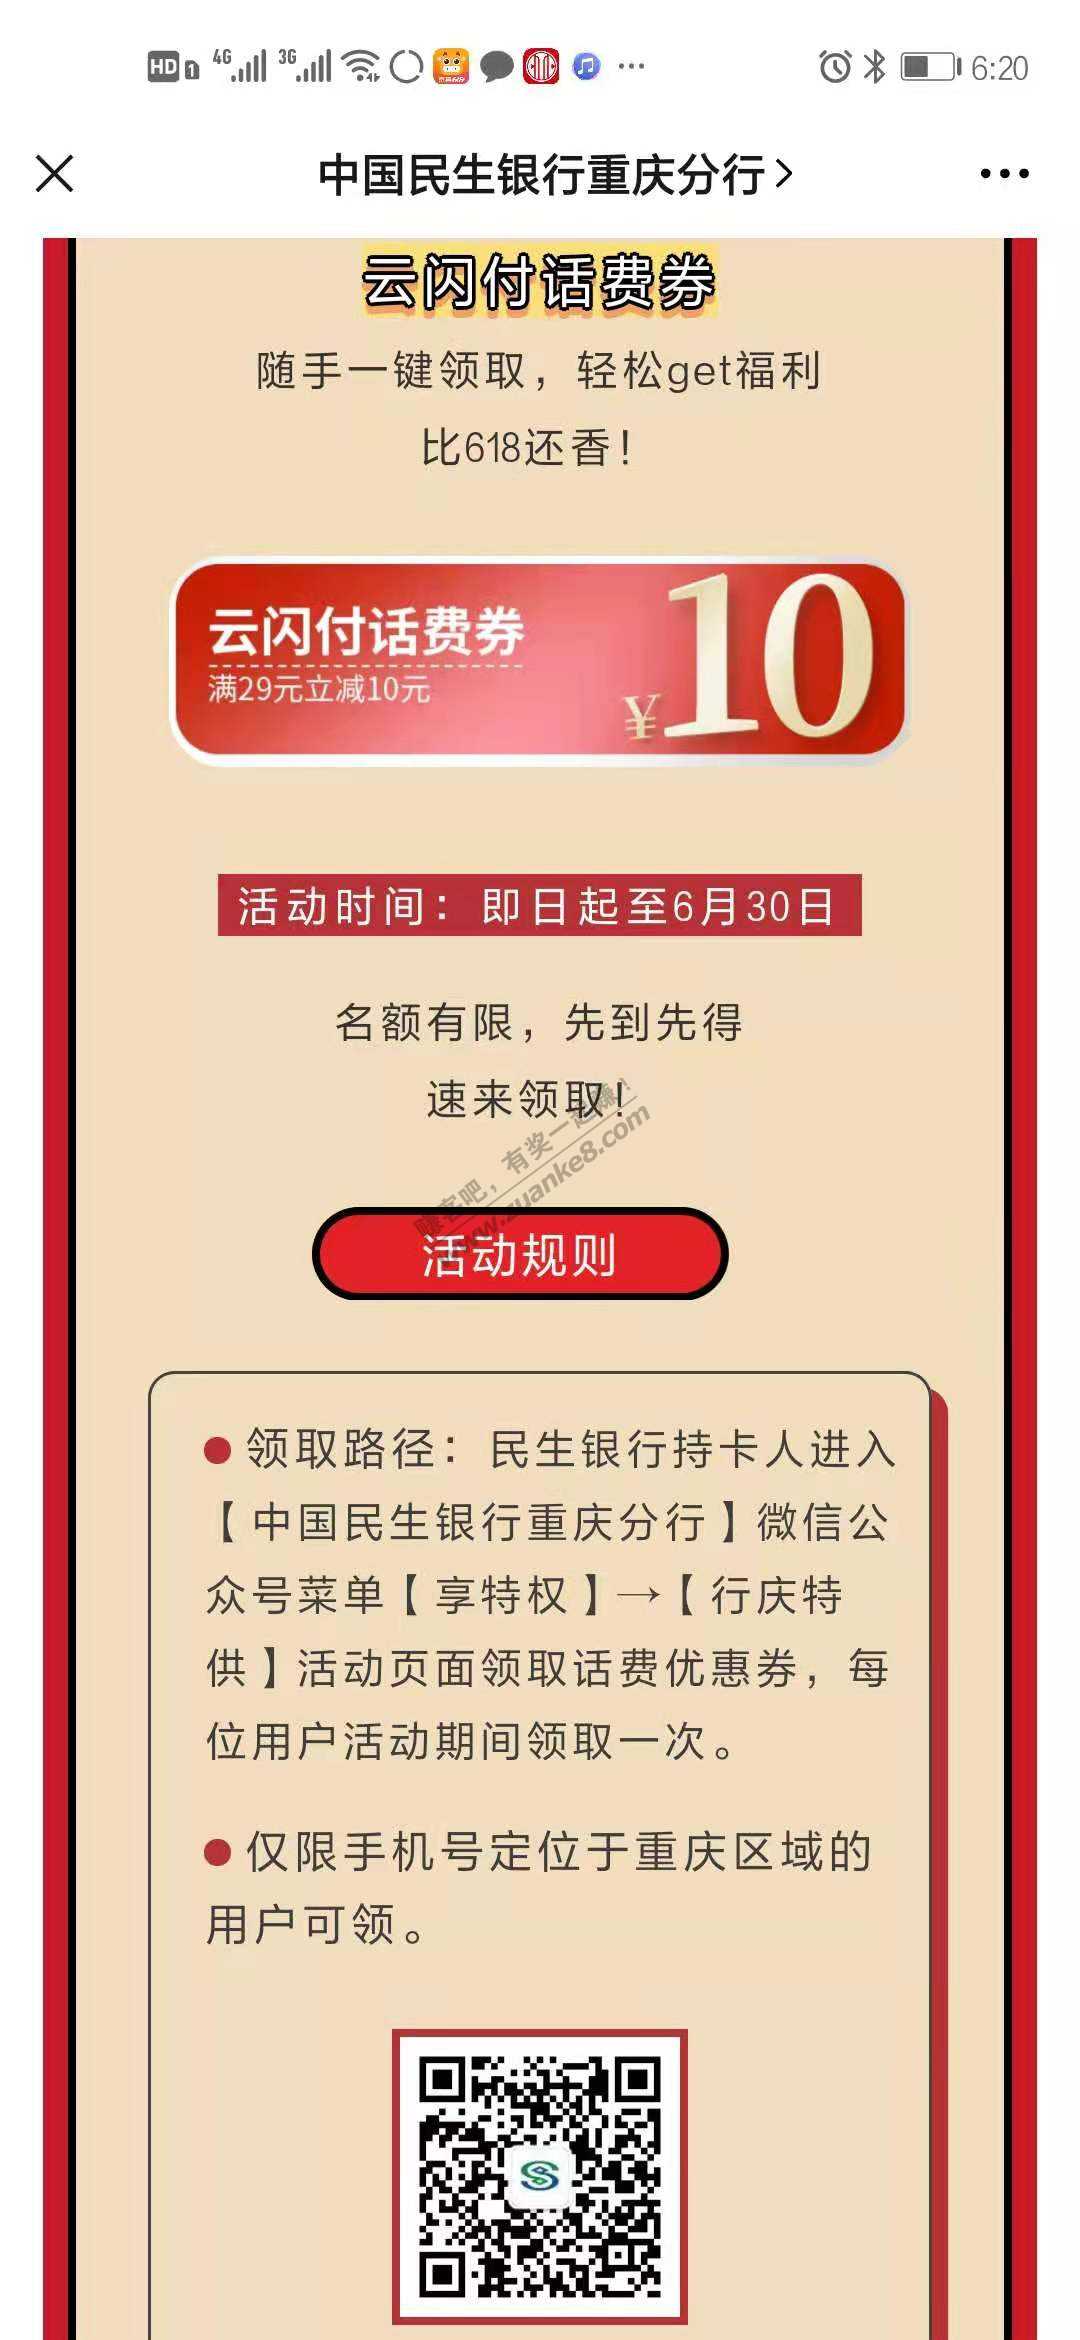 HD 1 4G 3G 6:20
中国民生银行重庆分行
云闪付话费券
随手一键领取，轻松get福利
比618还香！
云闪付话费券
满29元立减10元
¥10
活动时间：即日起至6月30日
名额有限，先到先得
速来领取！
赚客吧，有奖一起赚！
www.zuanke8.com
活动规则
●领取路径：民生银行持卡人进入
【中国民生银行重庆分行】微信公
众号菜单【享特权】→【行庆特
供】活动页面领取话费优惠券，每
位用户活动期间领取一次。
●仅限手机号定位于重庆区域的
用户可领。